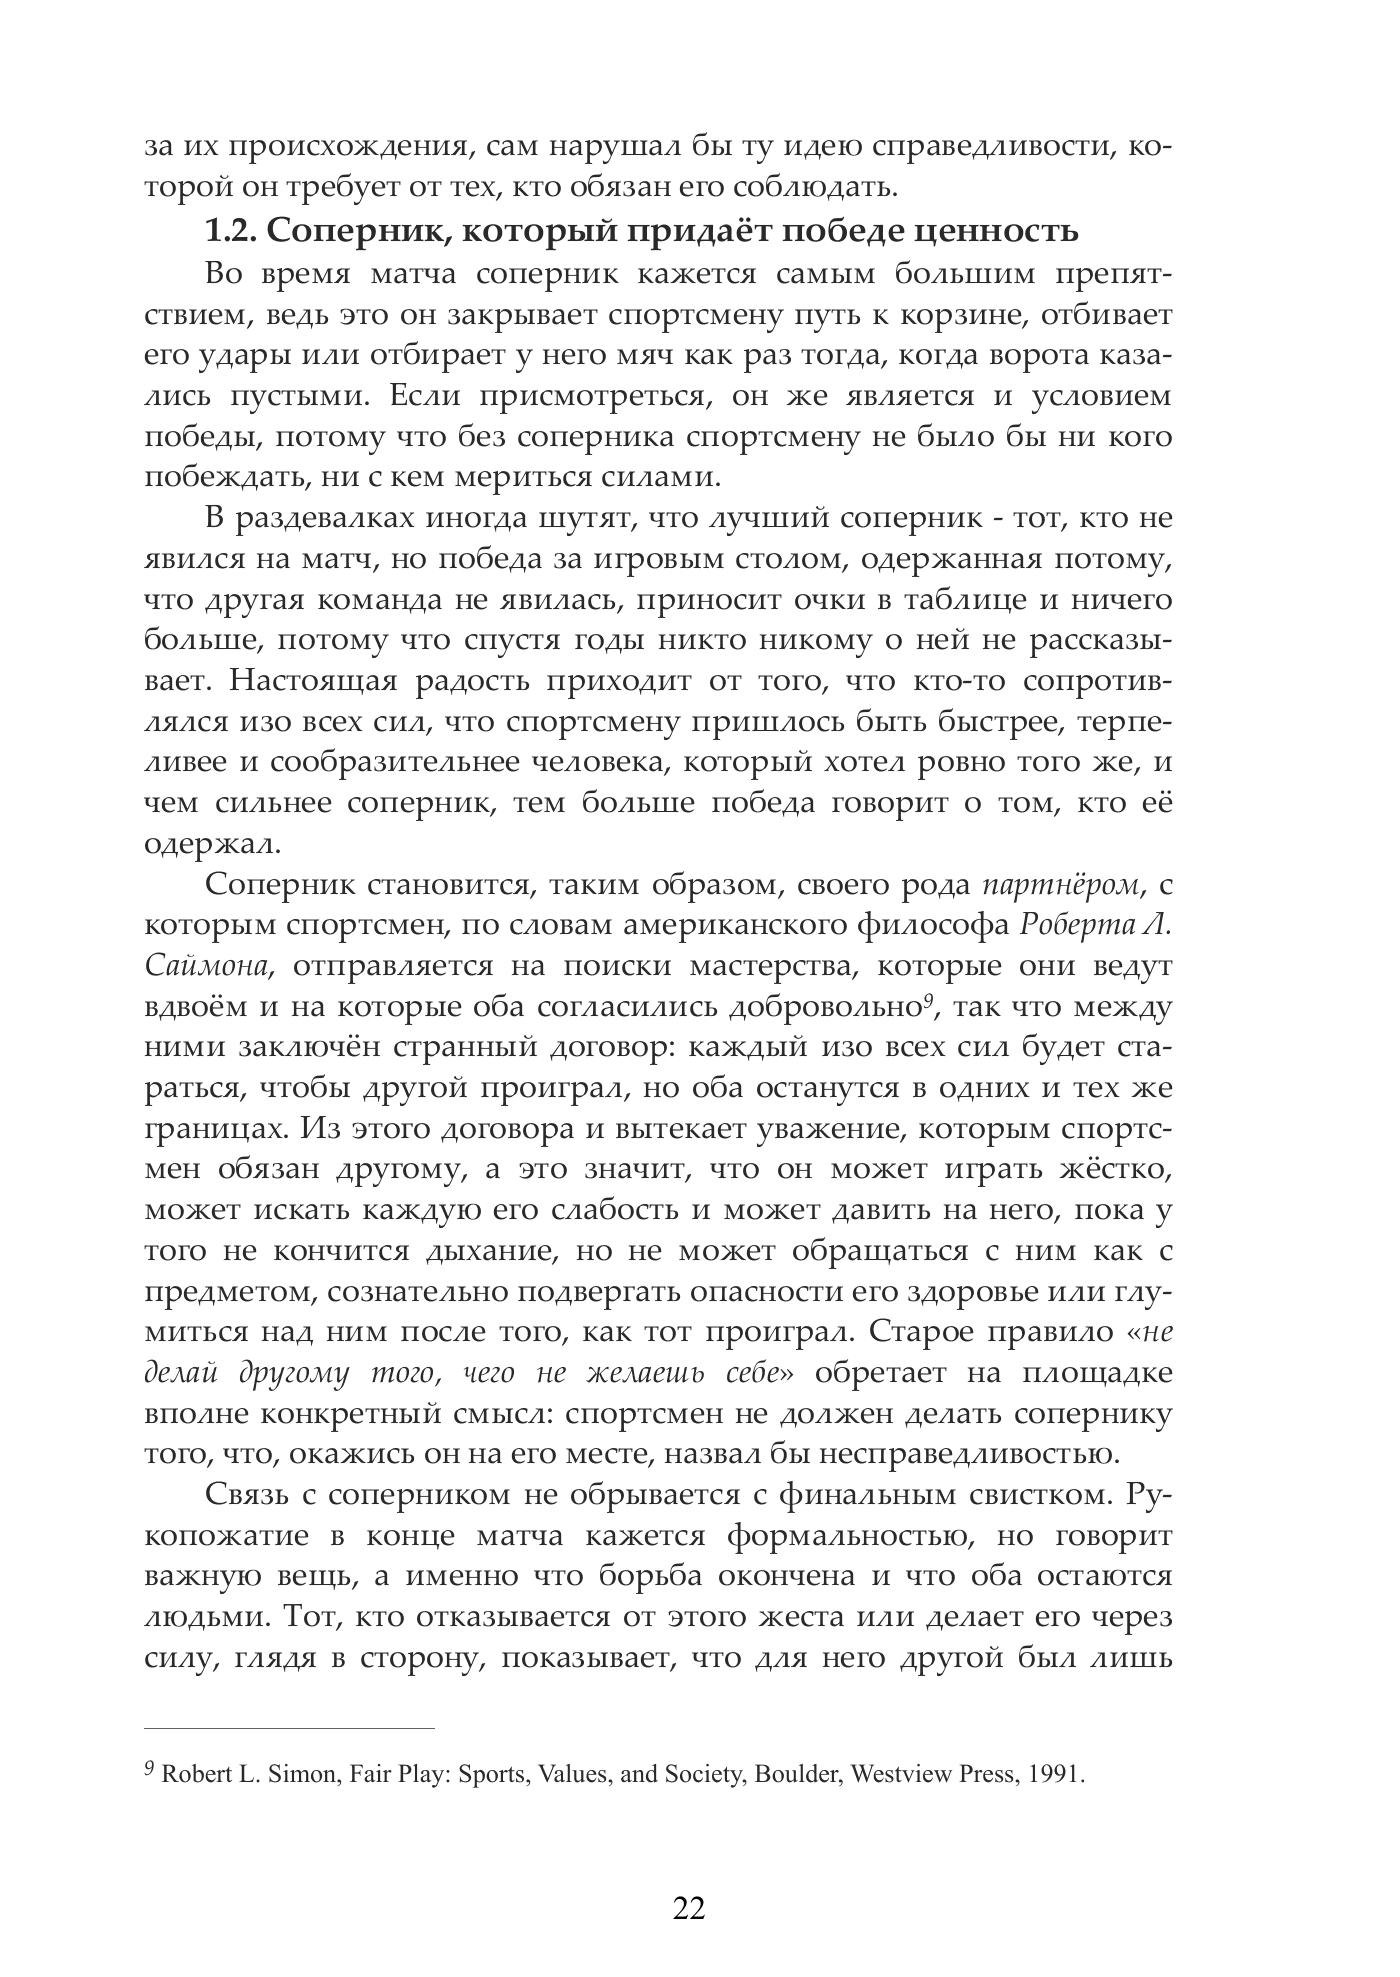 за их происхождения, сам нарушал бы ту идею справедливости, ко-
торой он требует от тех, кто обязан его соблюдать.
1.2. Соперник, который придаёт победе ценность
Во время матча соперник кажется самым большим препят-
ствием, ведь это он закрывает спортсмену путь к корзине, отбивает
его удары или отбирает у него мяч как раз тогда, когда ворота каза-
лись пустыми. Если присмотреться, он же является и условием
победы, потому что без соперника спортсмену не было бы ни кого
побеждать, ни с кем мериться силами.
В раздевалках иногда шутят, что лучший соперник - тот, кто не
явился на матч, но победа за игровым столом, одержанная потому,
что другая команда не явилась, приносит очки в таблице и ничего
больше, потому что спустя годы никто никому о ней не рассказы-
вает. Настоящая радость приходит от того, что кто-то сопротив-
лялся изо всех сил, что спортсмену пришлось быть быстрее, терпе-
ливее и сообразительнее человека, который хотел ровно того же, и
чем сильнее соперник, тем больше победа говорит о том, кто её
одержал.
Соперник становится, таким образом, своего рода партнёром, с
которым спортсмен, по словам американского философа Роберта Л.
Саймона, отправляется на поиски мастерства, которые они ведут
вдвоём и на которые оба согласились добровольно⁹, так что между
ними заключён странный договор: каждый изо всех сил будет ста-
раться, чтобы другой проиграл, но оба останутся в одних и тех же
границах. Из этого договора и вытекает уважение, которым спортс-
мен обязан другому, а это значит, что он может играть жёстко,
может искать каждую его слабость и может давить на него, пока у
того не кончится дыхание, но не может обращаться с ним как с
предметом, сознательно подвергать опасности его здоровье или глу-
миться над ним после того, как тот проиграл. Старое правило «не
делай другому того, чего не желаешь себе» обретает на площадке
вполне конкретный смысл: спортсмен не должен делать сопернику
того, что, окажись он на его месте, назвал бы несправедливостью.
Связь с соперником не обрывается с финальным свистком. Ру-
копожатие в конце матча кажется формальностью, но говорит
важную вещь, а именно что борьба окончена и что оба остаются
людьми. Тот, кто отказывается от этого жеста или делает его через
силу, глядя в сторону, показывает, что для него другой был лишь
⁹ Robert L. Simon, Fair Play: Sports, Values, and Society, Boulder, Westview Press, 1991.
22